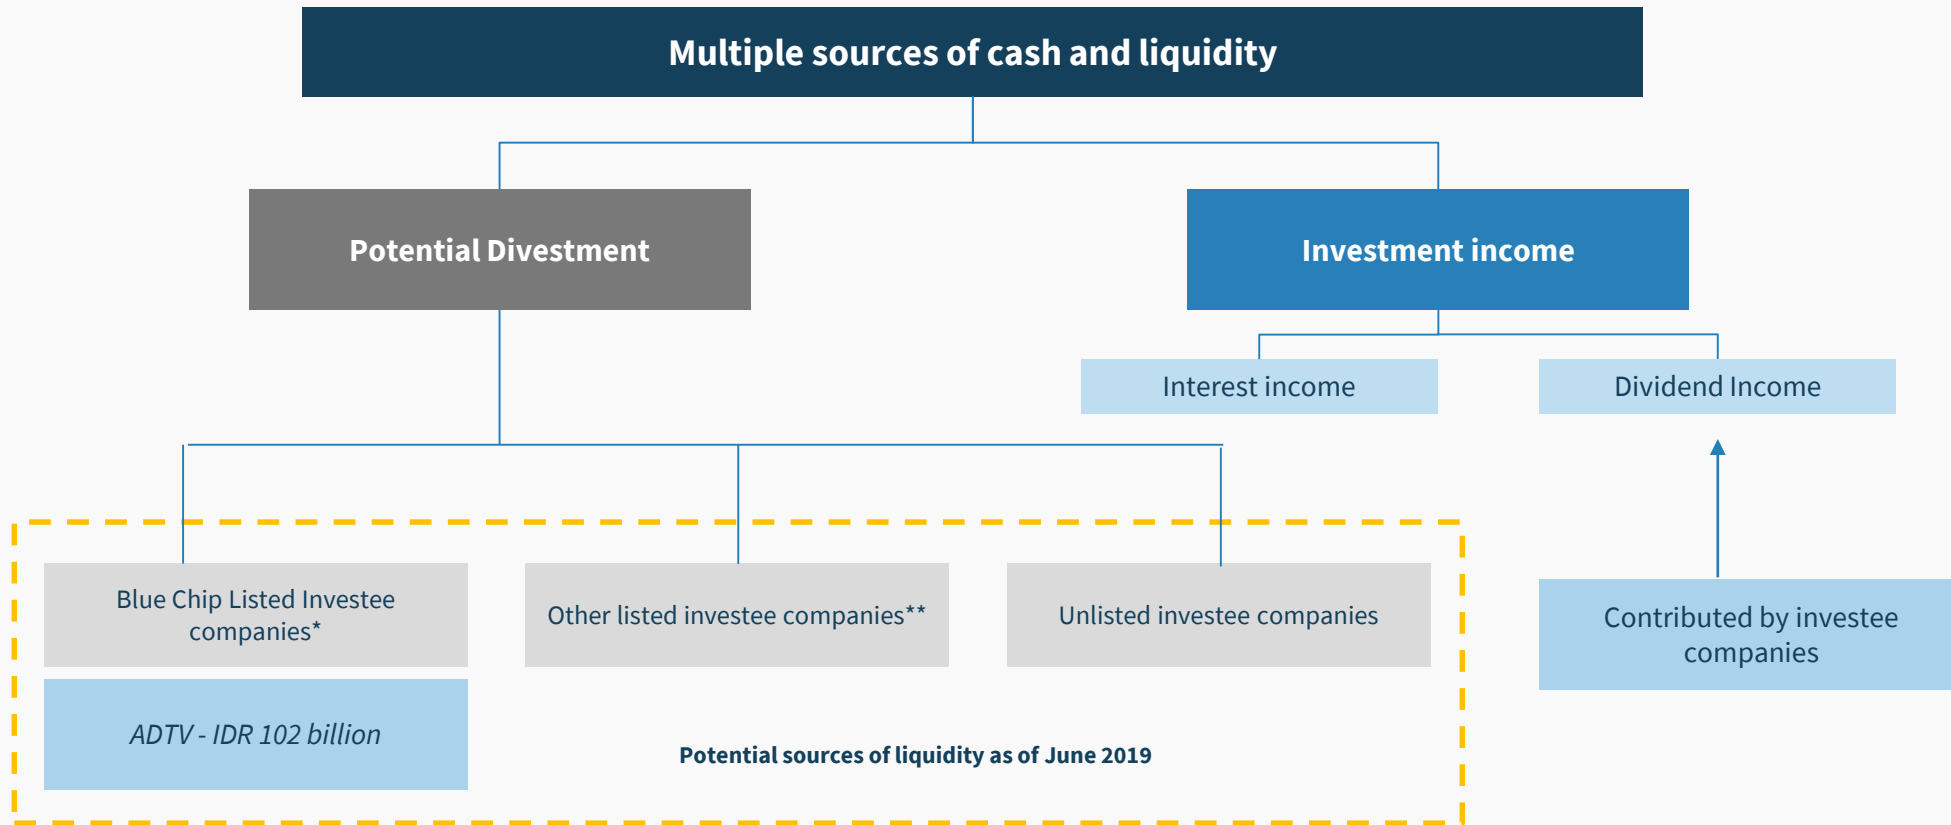 Multiple sources of cash and liquidity
Potential Divestment
Investment income
Interest income
Dividend Income
Blue Chip Listed Investee
companies*
Other listed investee companies**
Unlisted investee companies
Contributed by investee
companies
ADTV - IDR 102 billion
Potential sources of liquidity as of June 2019